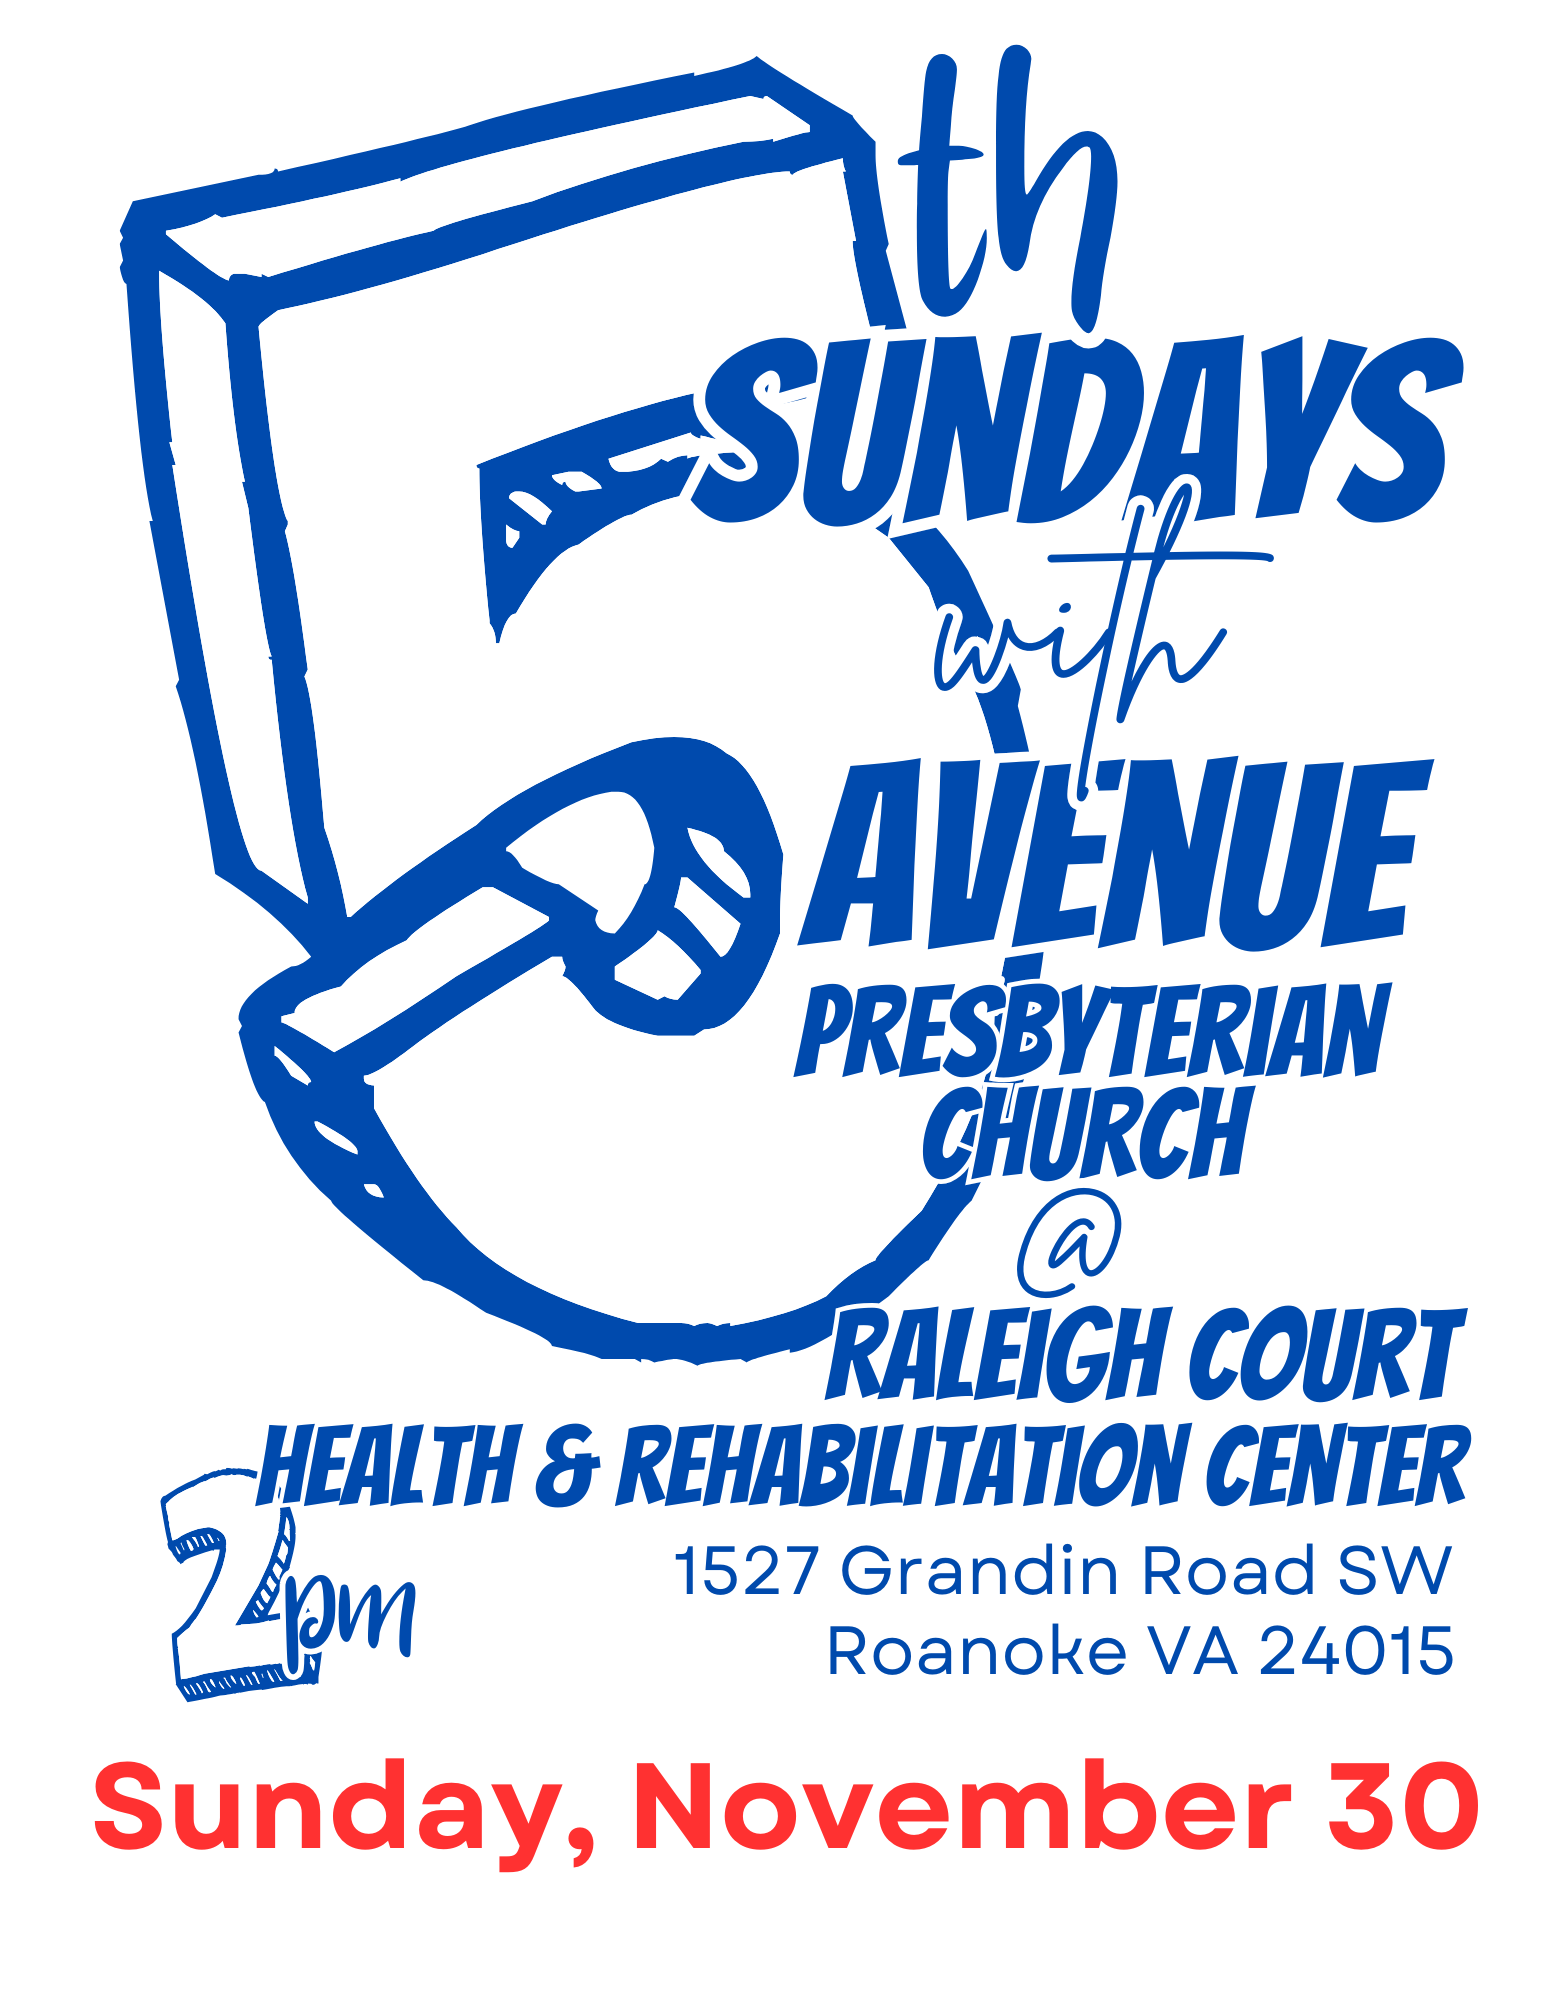 5th
SUNDAYS
with
AVENUE
PRESBYTERIAN
CHURCH
@
RALEIGH COURT
HEALTH & REHABILITATION CENTER
2pm
1527 Grandin Road SW
Roanoke VA 24015
Sunday, November 30